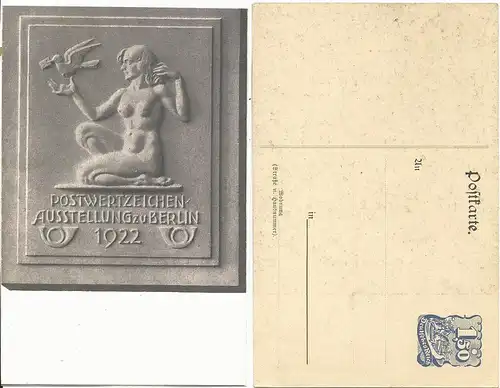 POSTWERTZEICHEN-
AUSSTELLUNG ZU BERLIN
1922
Postkarte.
An
in
Wohnung
(Straße u. Hausnummer)
1,50